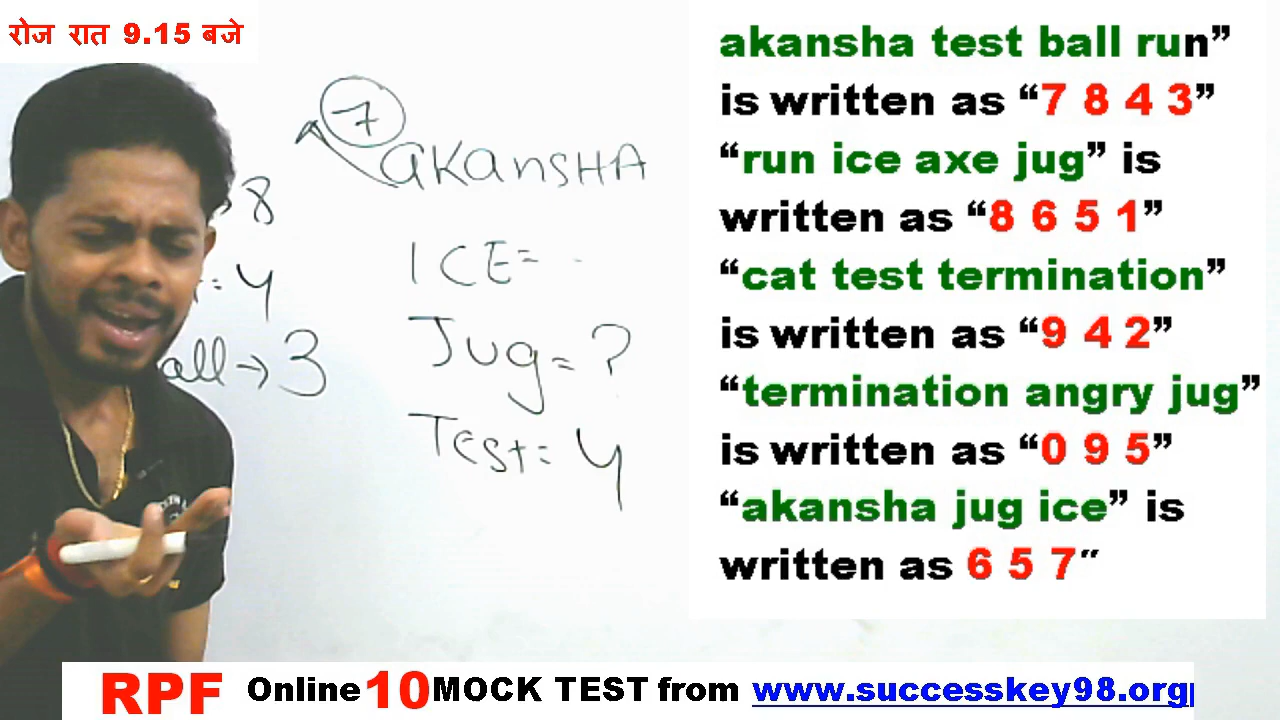 रोज रात 9.15 बजे
akansha test ball run”
is written as “7 8 4 3”
“run ice axe jug” is
written as “8 6 5 1”
“cat test termination”
is written as “9 4 2”
“termination angry jug”
is written as “0 9 5”
“akansha jug ice” is
written as 6 5 7”
7
aKansHA
8
ICE=
= 4
Jug = ?
all → 3
Test = 4
RPF Online 10 MOCK TEST from www.successkey98.org